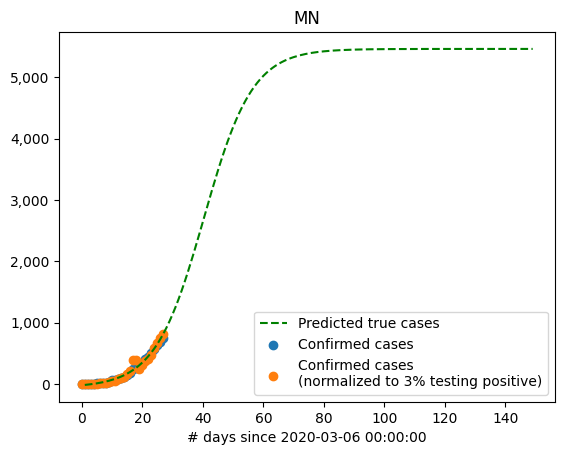 MN
5,000
4,000
3,000
2,000
1,000
0
Predicted true cases
Confirmed cases
Confirmed cases
(normalized to 3% testing positive)
0 20 40 60 80 100 120 140
# days since 2020-03-06 00:00:00